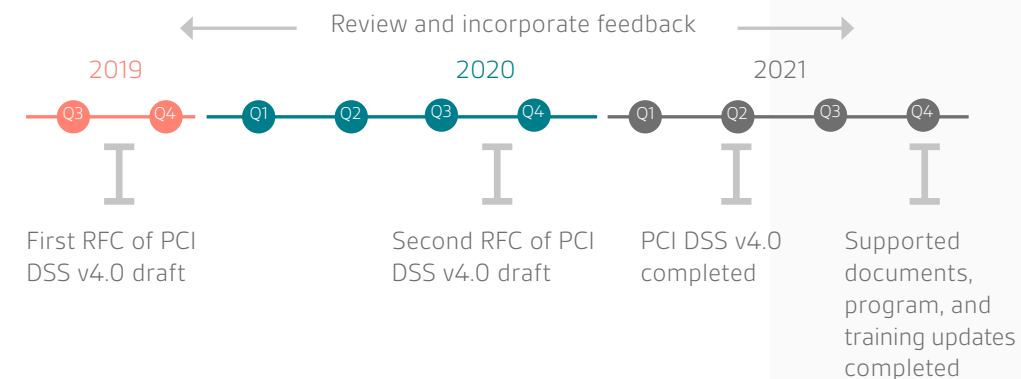 Review and incorporate feedback
2019
2020
2021
Q3
Q4
Q1
Q2
Q3
Q4
Q1
Q2
Q3
Q4
First RFC of PCI
DSS v4.0 draft
Second RFC of PCI
DSS v4.0 draft
PCI DSS v4.0
completed
Supported
documents,
program, and
training updates
completed